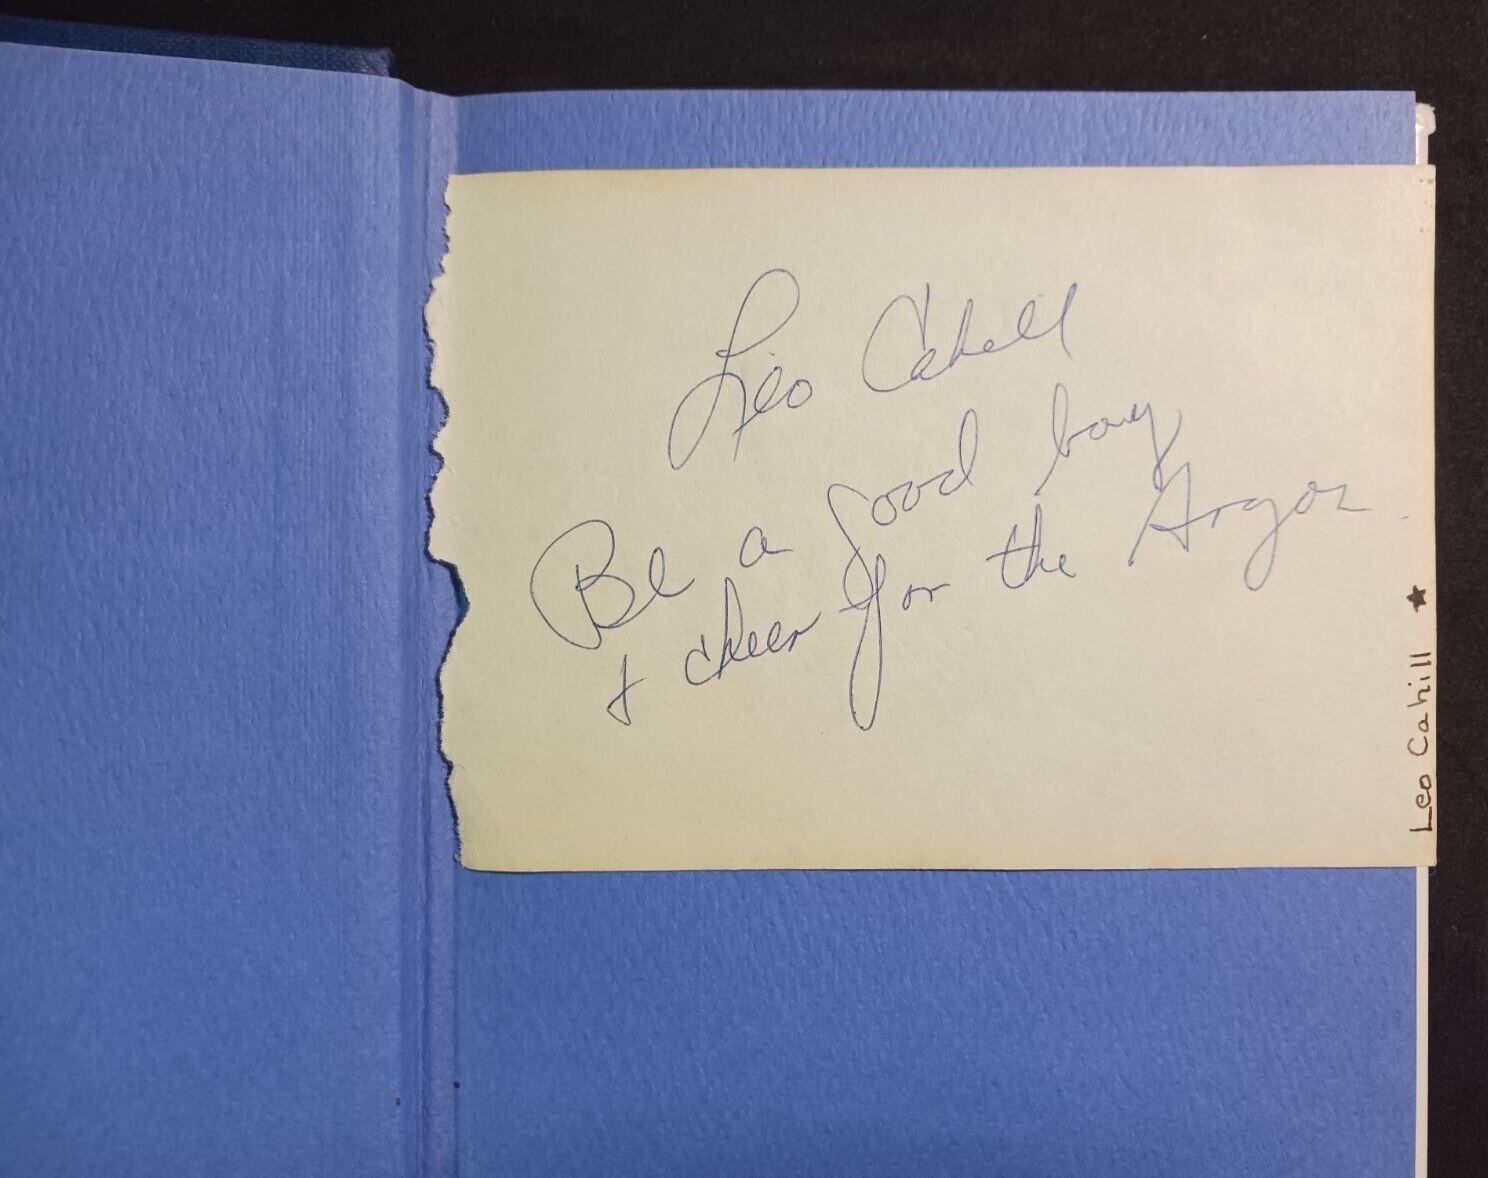 Leo Cahill
Be a good boy
& cheer for the Argos.
Leo Cahill ★